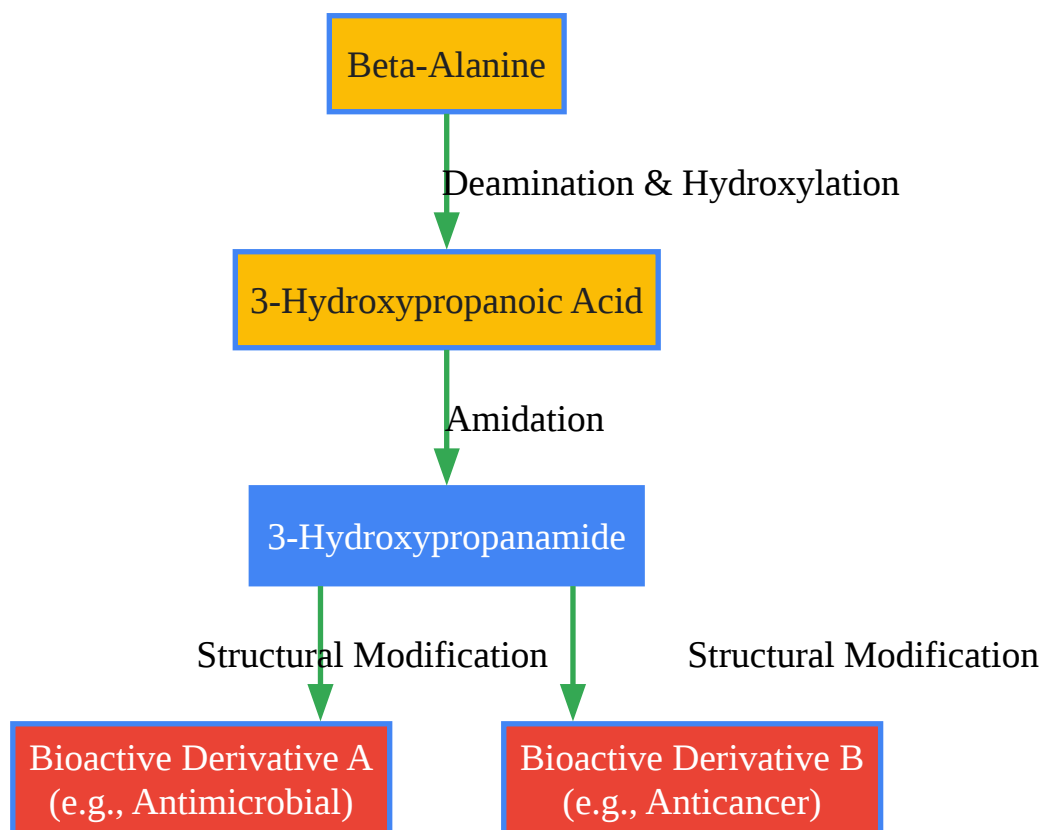 Beta-Alanine
Deamination & Hydroxylation
3-Hydroxypropanoic Acid
Amidation
3-Hydroxypropanamide
Structural Modification
Structural Modification
Bioactive Derivative A
(e.g., Antimicrobial)
Bioactive Derivative B
(e.g., Anticancer)